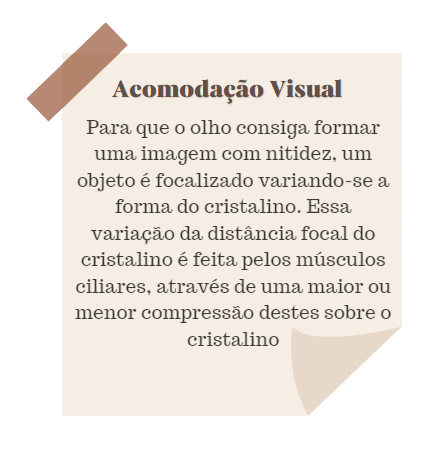 Acomodação Visual
Para que o olho consiga formar
uma imagem com nitidez, um
objeto é focalizado variando-se a
forma do cristalino. Essa
variação da distância focal do
cristalino é feita pelos músculos
ciliares, através de uma maior ou
menor compressão destes sobre o
cristalino